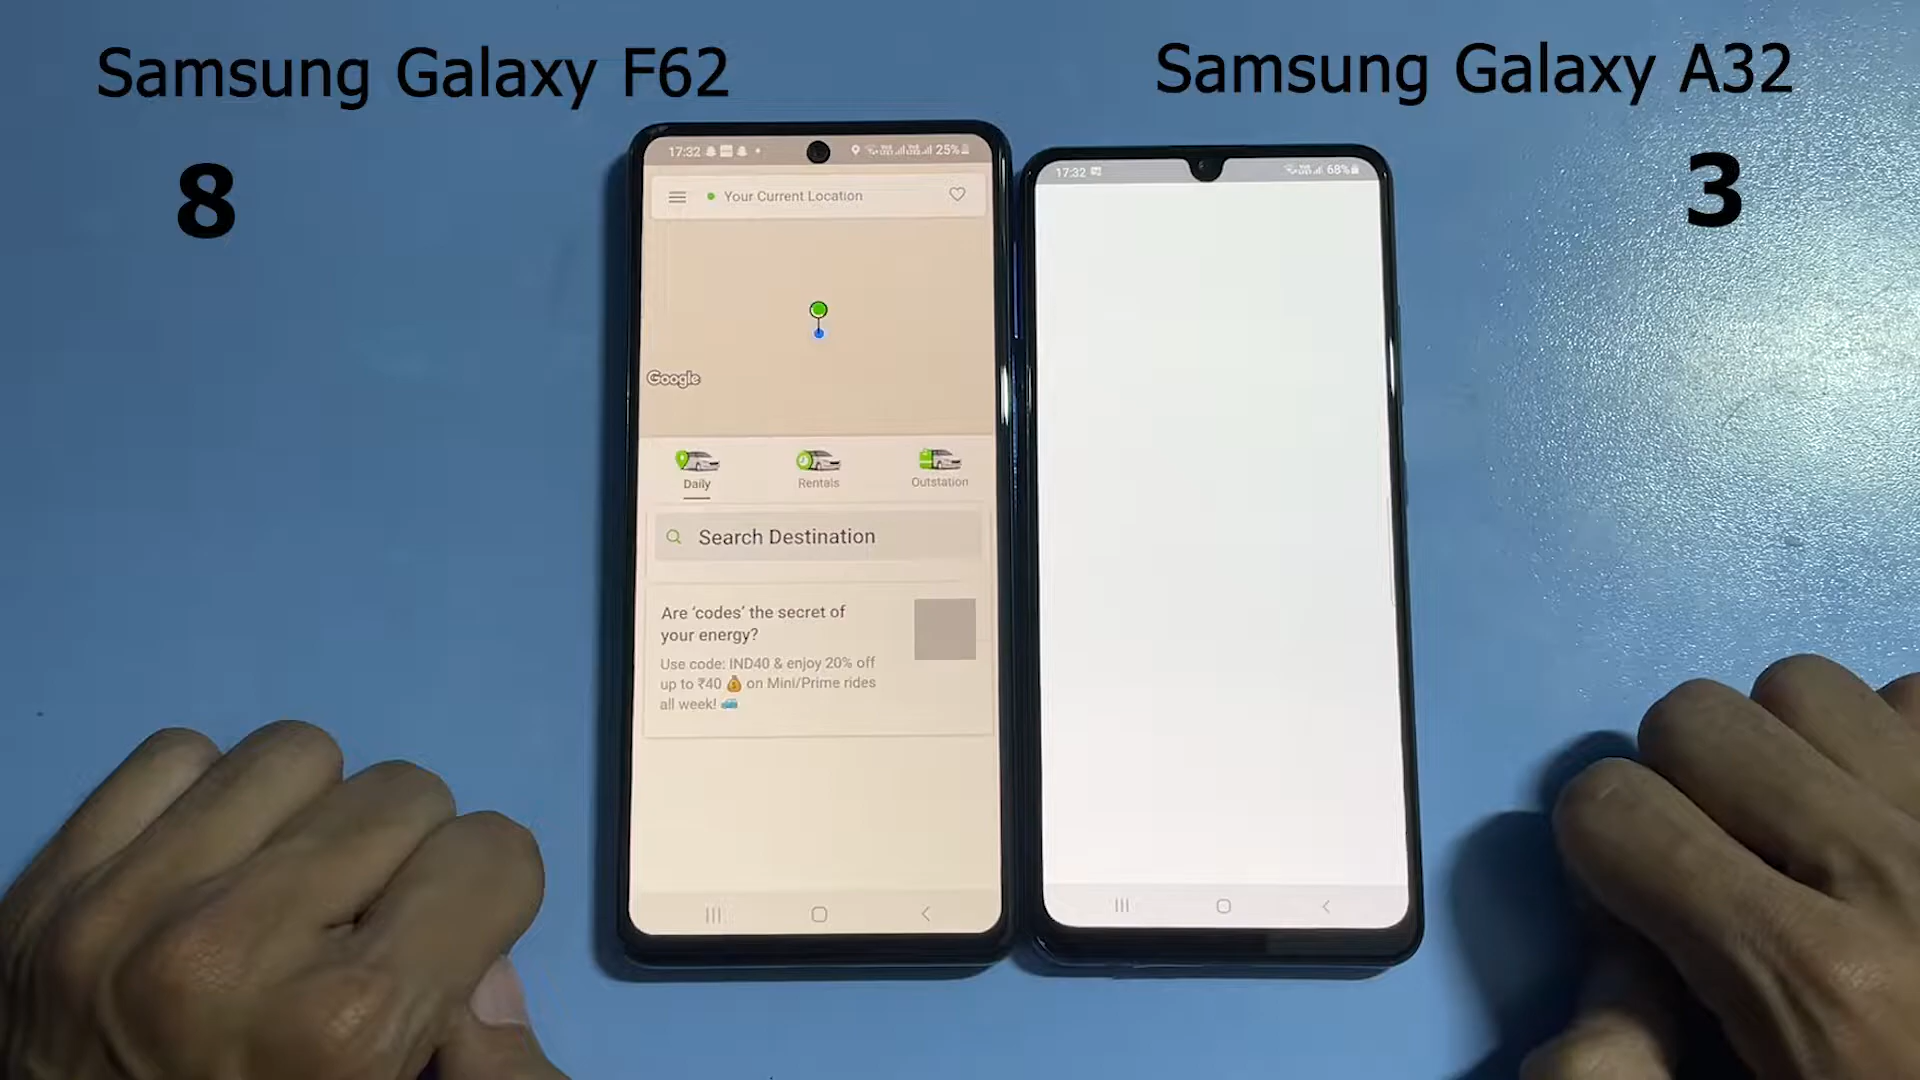 Samsung Galaxy F62
Samsung Galaxy A32
8
3
17:32
25%
Your Current Location
Google
Daily
Rentals
Outstation
Search Destination
Are ‘codes’ the secret of
your energy?
Use code: IND40 & enjoy 20% off
up to ₹40 💰 on Mini/Prime rides
all week! 🚙
17:32
68%